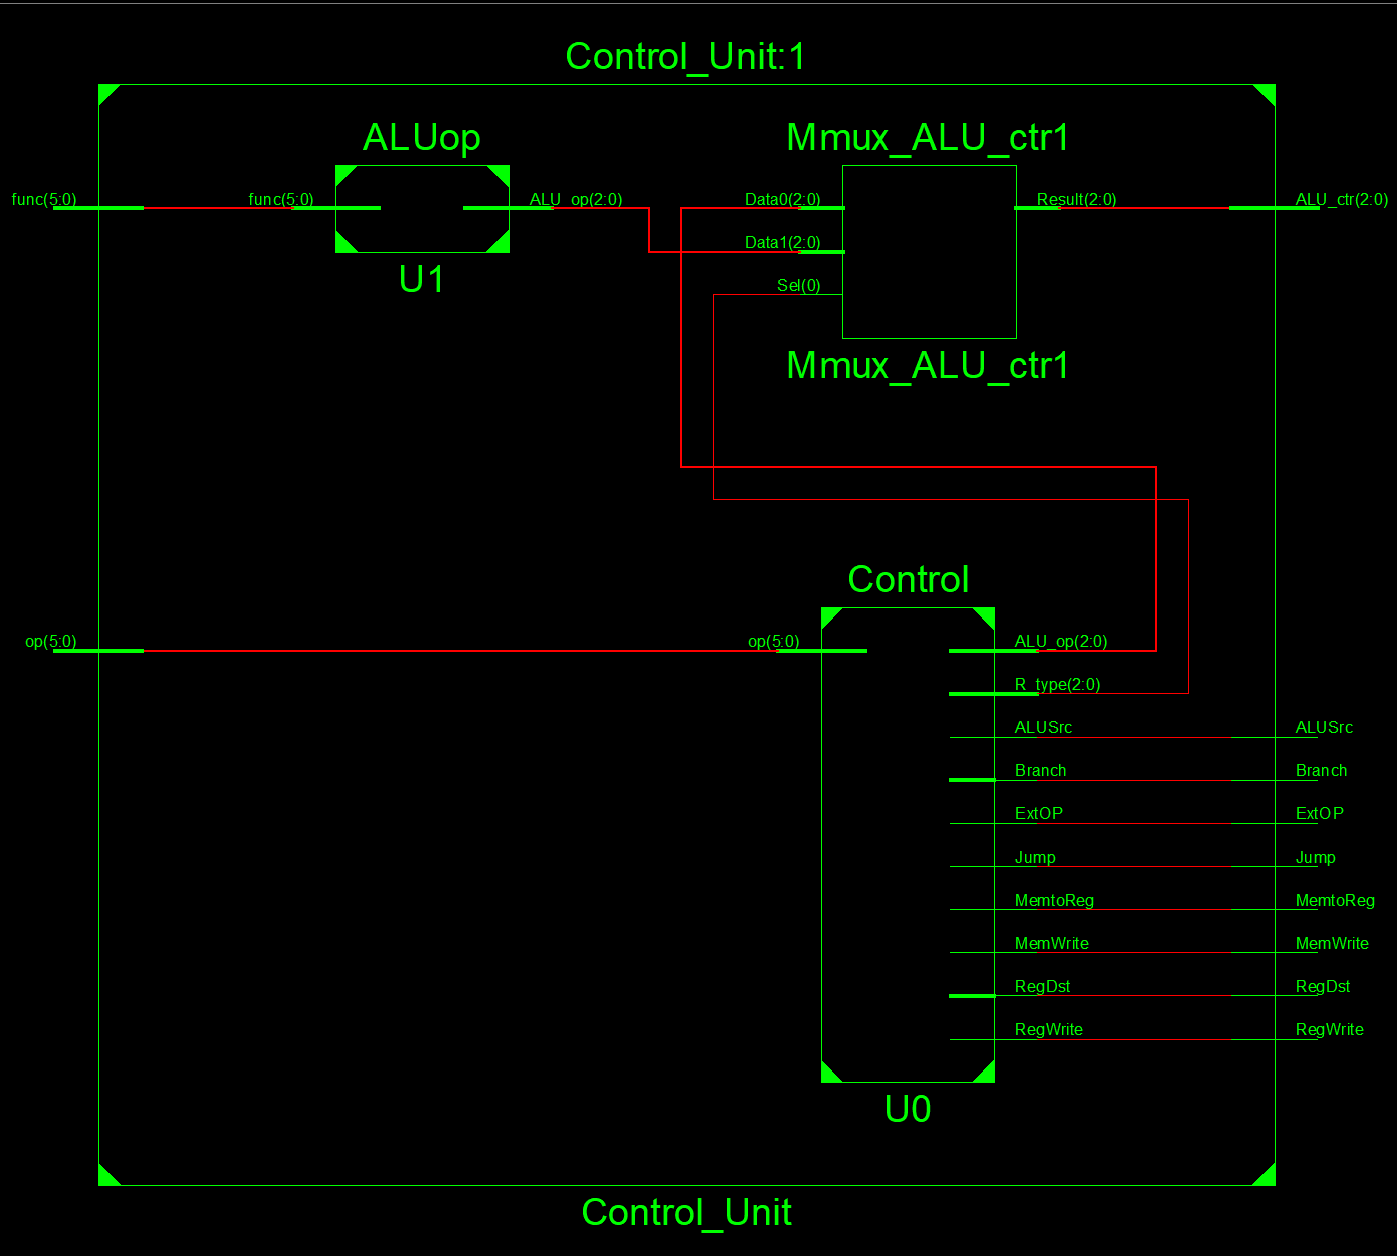 Control_Unit:1
ALUop
Mmux_ALU_ctr1
func(5:0)
func(5:0)
ALU_op(2:0)
Data0(2:0)
Result(2:0)
ALU_ctr(2:0)
Data1(2:0)
U1
Sel(0)
Mmux_ALU_ctr1
Control
op(5:0)
op(5:0)
ALU_op(2:0)
R_type(2:0)
ALUSrc
ALUSrc
Branch
Branch
ExtOP
ExtOP
Jump
Jump
MemtoReg
MemtoReg
MemWrite
MemWrite
RegDst
RegDst
RegWrite
RegWrite
U0
Control_Unit